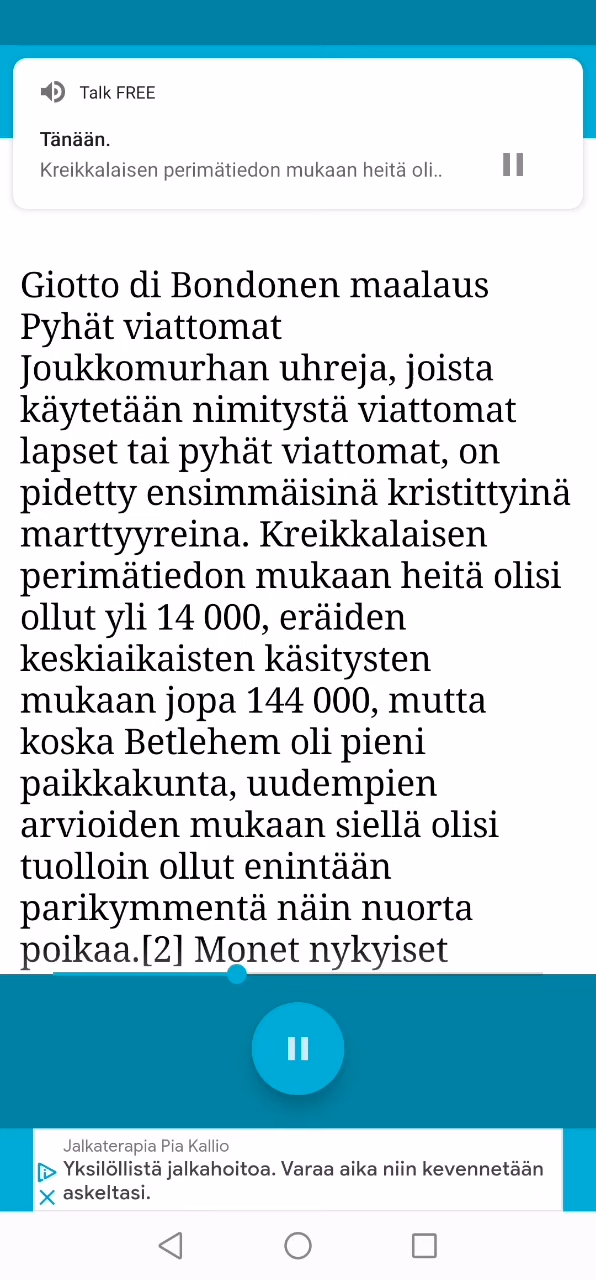 Talk FREE
Tänään.
Kreikkalaisen perimätiedon mukaan heitä oli..
Giotto di Bondonen maalaus
Pyhät viattomat
Joukkomurhan uhreja, joista
käytetään nimitystä viattomat
lapset tai pyhät viattomat, on
pidetty ensimmäisinä kristittyinä
marttyyreina. Kreikkalaisen
perimätiedon mukaan heitä olisi
ollut yli 14 000, eräiden
keskiaikaisten käsitysten
mukaan jopa 144 000, mutta
koska Betlehem oli pieni
paikkakunta, uudempien
arvioiden mukaan siellä olisi
tuolloin ollut enintään
parikymmentä näin nuorta
poikaa.[2] Monet nykyiset
Jalkaterapia Pia Kallio
Yksilöllistä jalkahoitoa. Varaa aika niin kevennetään
askeltasi.